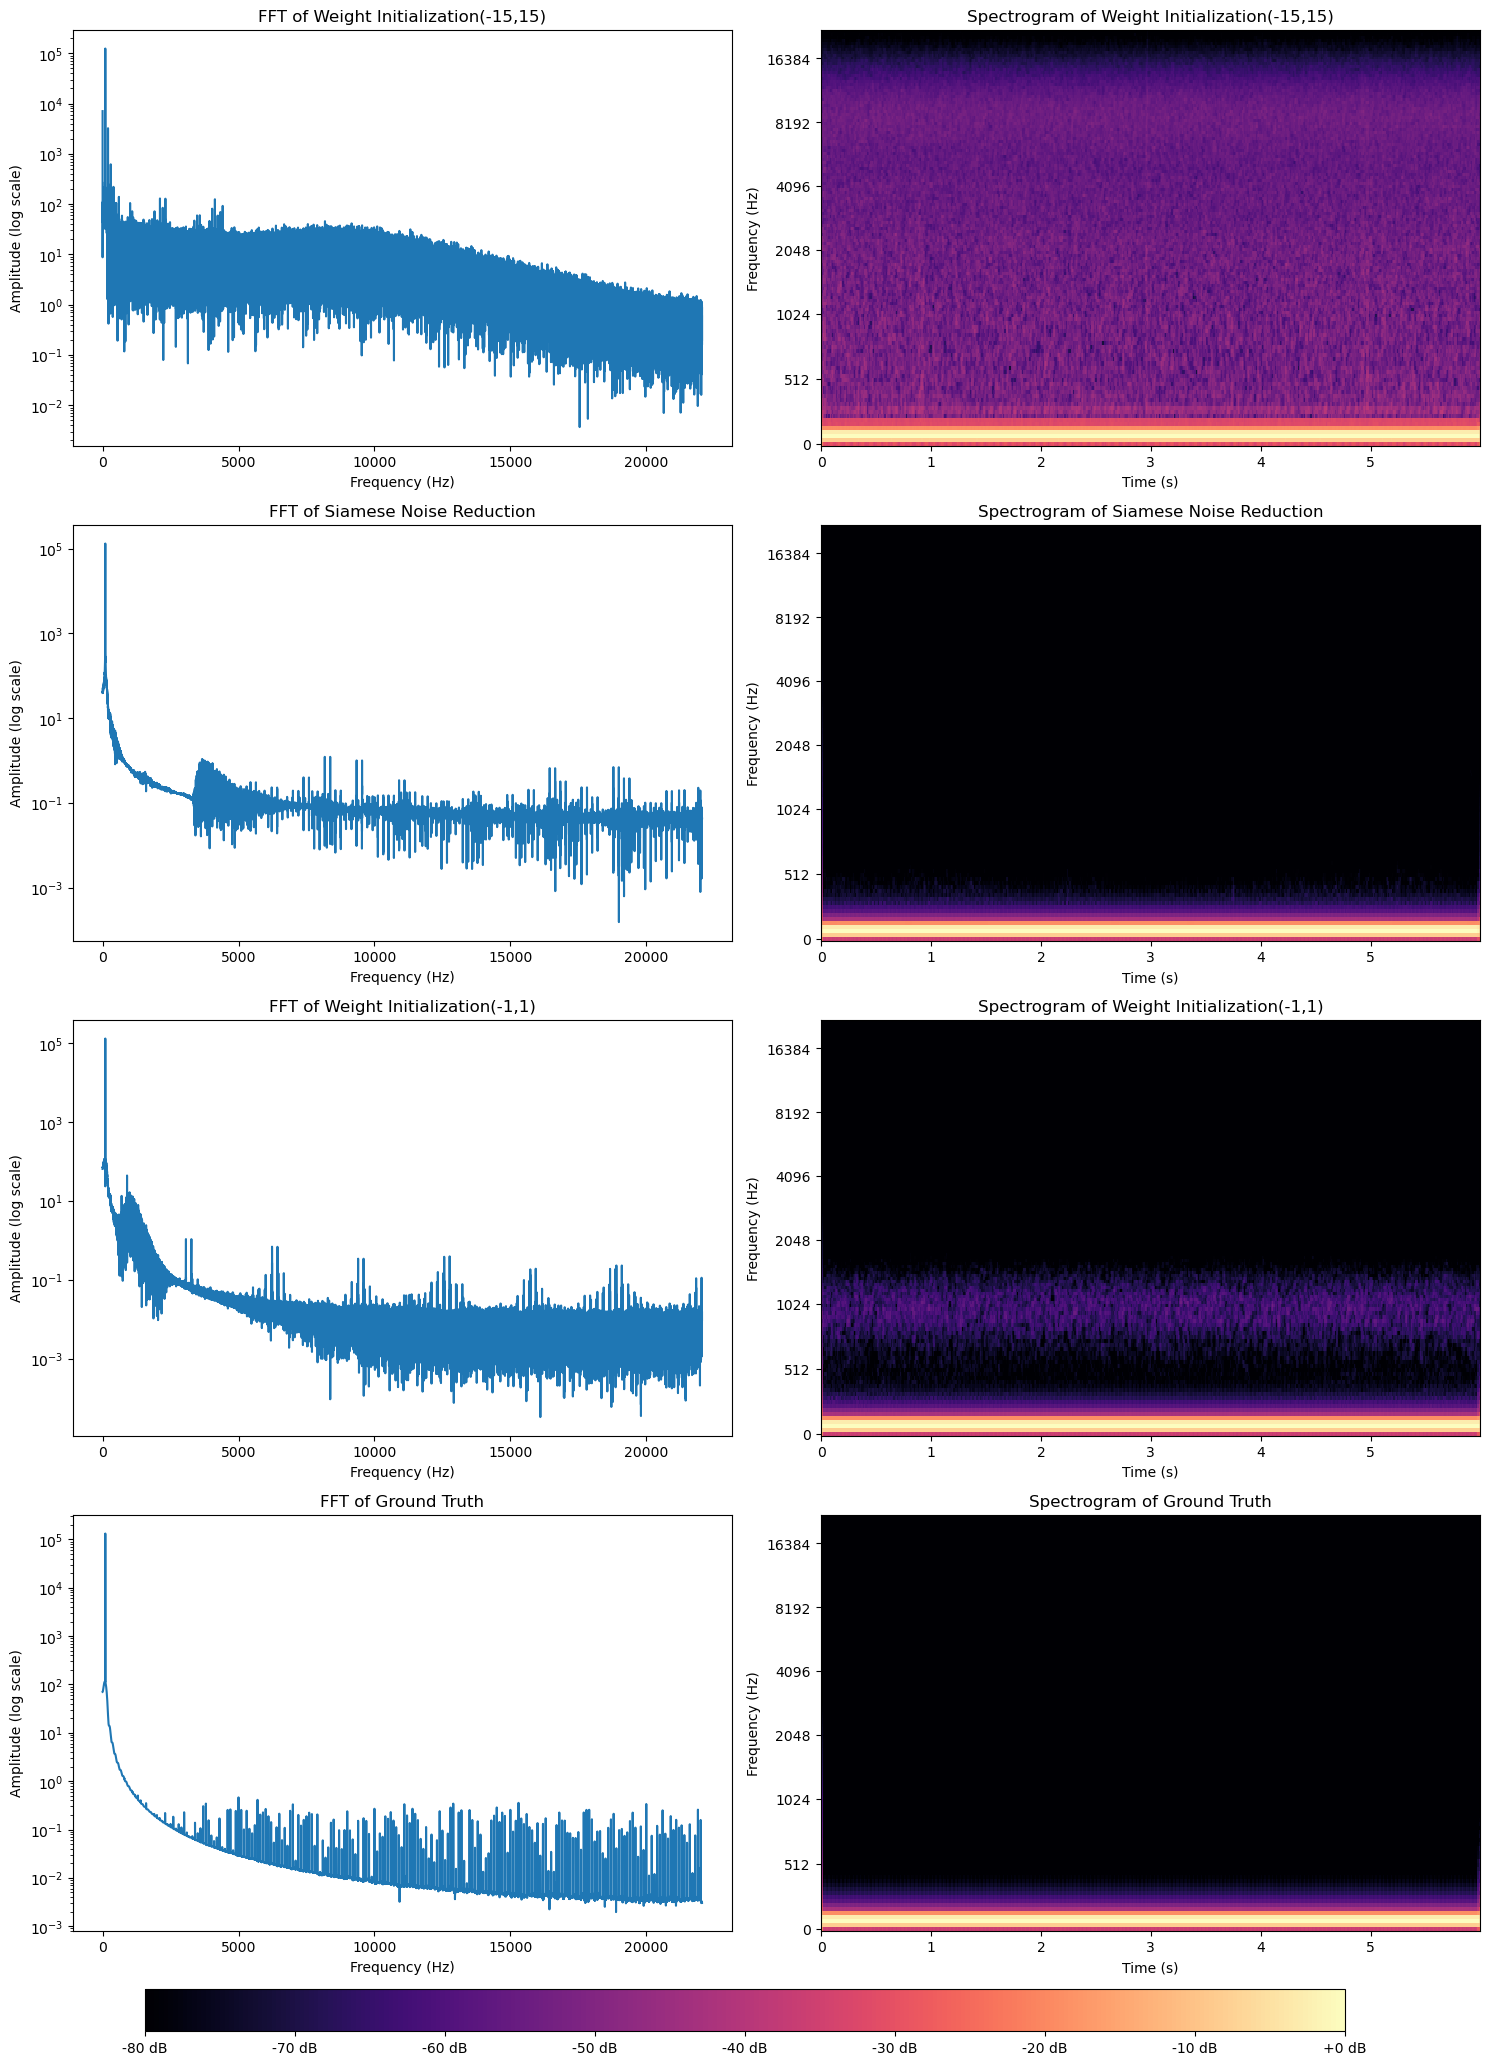 FFT of Weight Initialization(-15,15)
Spectrogram of Weight Initialization(-15,15)
10^5
10^4
10^3
10^2
10^1
10^0
10^-1
10^-2
Amplitude (log scale)
0 5000 10000 15000 20000
Frequency (Hz)
16384
8192
4096
2048
1024
512
0
Frequency (Hz)
0 1 2 3 4 5
Time (s)
FFT of Siamese Noise Reduction
Spectrogram of Siamese Noise Reduction
10^5
10^3
10^1
10^-1
10^-3
Amplitude (log scale)
0 5000 10000 15000 20000
Frequency (Hz)
16384
8192
4096
2048
1024
512
0
Frequency (Hz)
0 1 2 3 4 5
Time (s)
FFT of Weight Initialization(-1,1)
Spectrogram of Weight Initialization(-1,1)
10^5
10^3
10^1
10^-1
10^-3
Amplitude (log scale)
0 5000 10000 15000 20000
Frequency (Hz)
16384
8192
4096
2048
1024
512
0
Frequency (Hz)
0 1 2 3 4 5
Time (s)
FFT of Ground Truth
Spectrogram of Ground Truth
10^5
10^4
10^3
10^2
10^1
10^0
10^-1
10^-2
10^-3
Amplitude (log scale)
0 5000 10000 15000 20000
Frequency (Hz)
16384
8192
4096
2048
1024
512
0
Frequency (Hz)
0 1 2 3 4 5
Time (s)
-80 dB -70 dB -60 dB -50 dB -40 dB -30 dB -20 dB -10 dB +0 dB